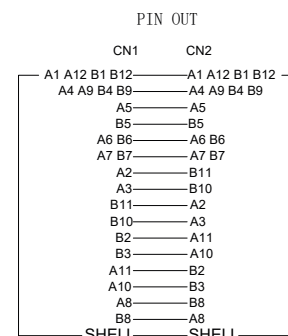 PIN OUT
CN1 CN2
A1 A12 B1 B12 A1 A12 B1 B12
A4 A9 B4 B9 A4 A9 B4 B9
A5 A5
B5 B5
A6 B6 A6 B6
A7 B7 A7 B7
A2 B11
A3 B10
B11 A2
B10 A3
B2 A11
B3 A10
A11 B2
A10 B3
A8 B8
B8 A8
SHELL SHELL